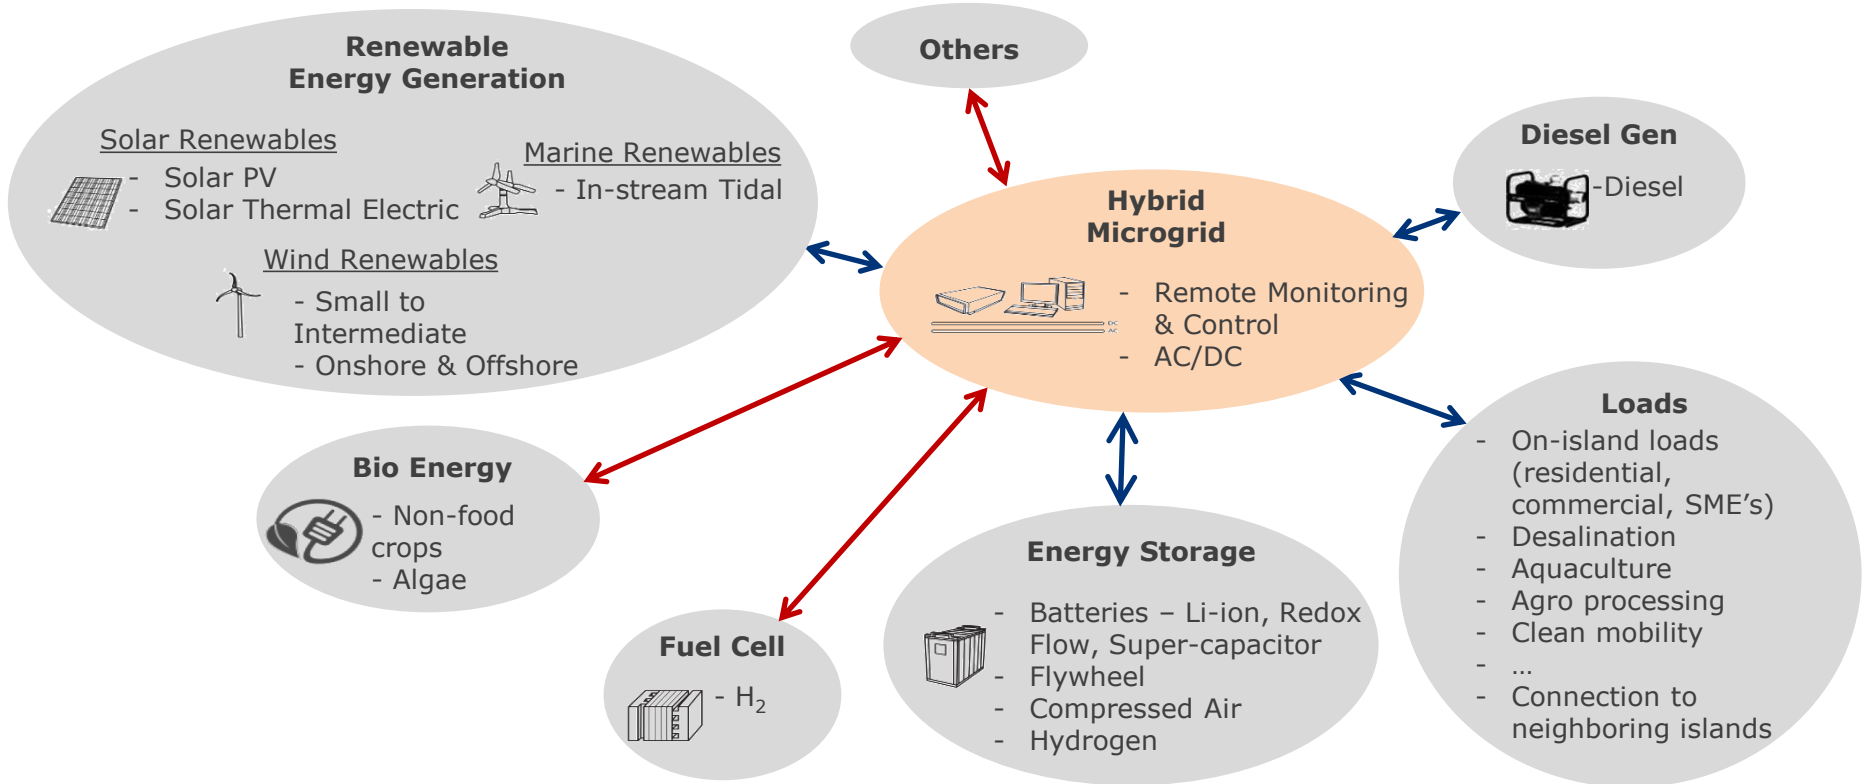 Renewable
Energy Generation
Solar Renewables
- Solar PV
- Solar Thermal Electric
Marine Renewables
- In-stream Tidal
Wind Renewables
- Small to
Intermediate
- Onshore & Offshore
Others
Diesel Gen
-Diesel
Hybrid
Microgrid
- Remote Monitoring
& Control
- AC/DC
DC
AC
Bio Energy
- Non-food
crops
- Algae
Fuel Cell
- H₂
Energy Storage
- Batteries – Li-ion, Redox
Flow, Super-capacitor
- Flywheel
- Compressed Air
- Hydrogen
Loads
- On-island loads
(residential,
commercial, SME’s)
- Desalination
- Aquaculture
- Agro processing
- Clean mobility
- …
- Connection to
neighboring islands